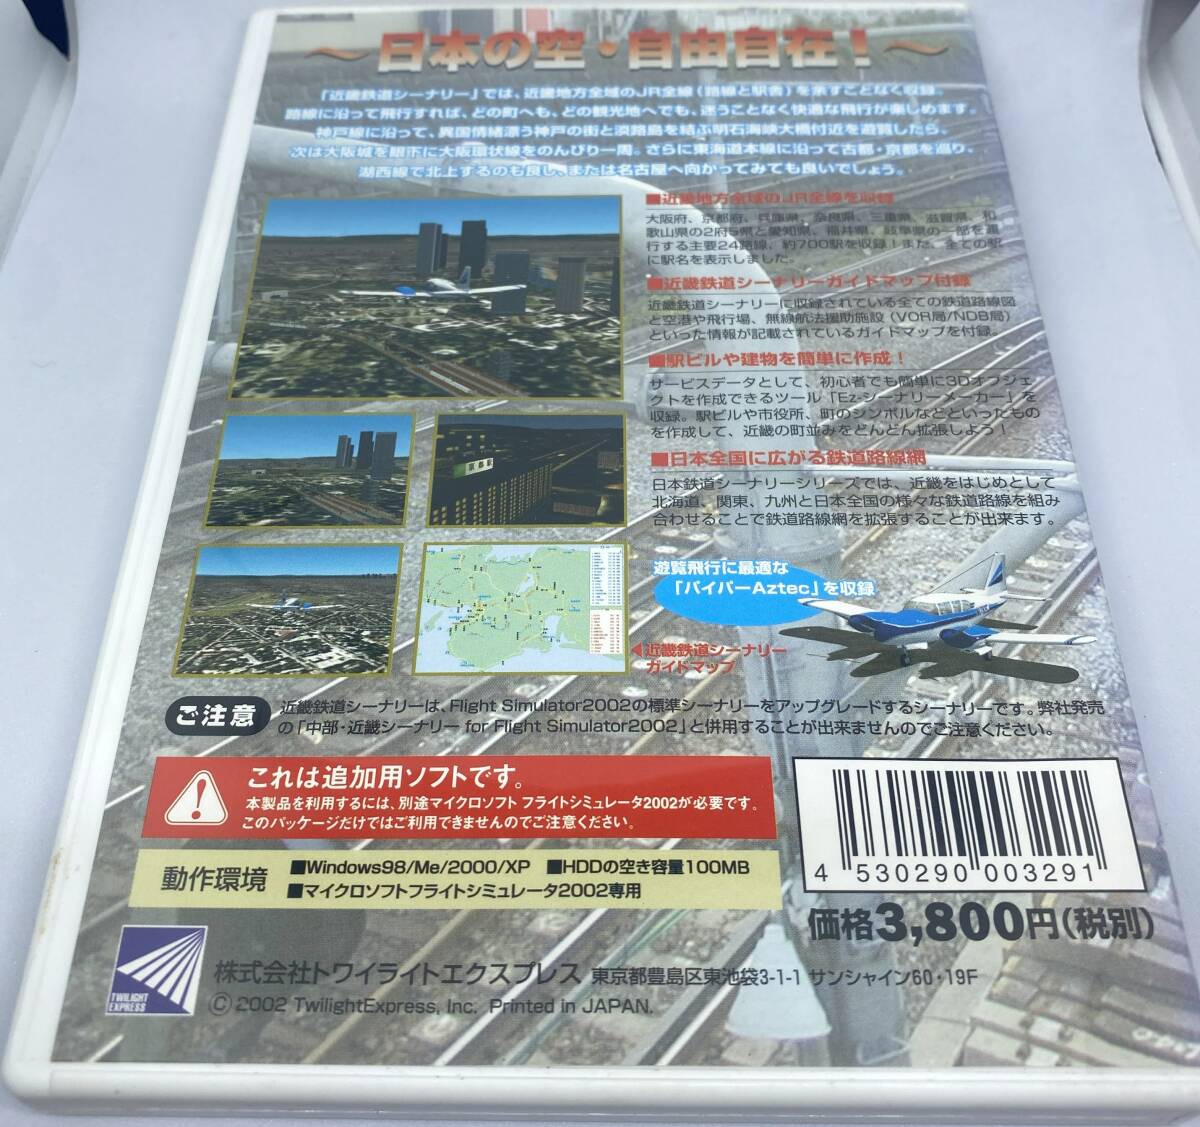 ～日本の空・自由自在！～
「近畿鉄道シーナリー」では、近畿地方全域のJR全線（路線と駅舎）を余すことなく収録。
路線に沿って飛行すれば、どの町へも、どの観光地へでも、迷うことなく快適な飛行が楽しめます。
神戸線に沿って、異国情緒漂う神戸の街と淡路島を結ぶ明石海峡大橋付近を遊覧したら、
次は大阪城を眼下に大阪環状線をのんびり一周。さらに東海道本線に沿って古都・京都を巡り、
湖西線で北上するのも良し、または名古屋へ向かってみても良いでしょう。
■近畿地方全域のJR全線を収録
大阪府、京都府、兵庫県、奈良県、三重県、滋賀県、和
歌山県の2府5県と愛知県、福井県、岐阜県の一部を運
行する主要24路線、約700駅を収録！また、全ての駅
に駅名を表示しました。
■近畿鉄道シーナリーガイドマップ付録
近畿鉄道シーナリーに収録されている全ての鉄道路線図
と空港や飛行場、無線航法援助施設（VOR局/NDB局）
といった情報が記載されているガイドマップを付録。
■駅ビルや建物を簡単に作成！
サービスデータとして、初心者でも簡単に3Dオブジェ
クトを作成できるツール「Ez-シーナリーメーカー」を
収録。駅ビルや市役所、町のシンボルなどといったもの
を作成して、近畿の町並みをどんどん拡張しよう！
■日本全国に広がる鉄道路線網
日本鉄道シーナリーシリーズでは、近畿をはじめとして
北海道、関東、九州と日本全国の様々な鉄道路線を組み
合わせることで鉄道路線網を拡張することが出来ます。
京都駅
遊覧飛行に最適な
「パイパーAztec」を収録
◀近畿鉄道シーナリー
ガイドマップ
ご注意
近畿鉄道シーナリーは、Flight Simulator2002の標準シーナリーをアップグレードするシーナリーです。弊社発売
の「中部・近畿シーナリー for Flight Simulator2002」と併用することが出来ませんのでご注意ください。
これは追加用ソフトです。
本製品を利用するには、別途マイクロソフト フライトシミュレータ2002が必要です。
このパッケージだけではご利用できませんのでご注意ください。
動作環境
■Windows98/Me/2000/XP ■HDDの空き容量100MB
■マイクロソフトフライトシミュレータ2002専用
4 530290 003291
価格3,800円（税別）
TWILIGHT
EXPRESS
株式会社トワイライトエクスプレス 東京都豊島区東池袋3-1-1 サンシャイン60・19F
© 2002 TwilightExpress, Inc. Printed in JAPAN.